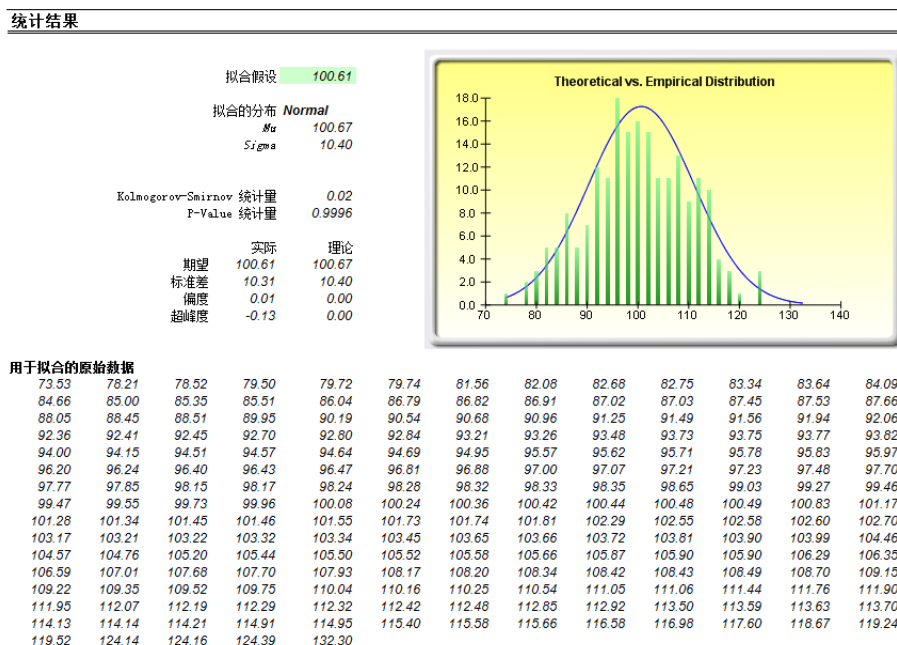 统计结果
拟合假设 100.61
拟合的分布 Normal
Mu 100.67
Sigma 10.40
Kolmogorov-Smirnov 统计量 0.02
P-Value 统计量 0.9996
实际 理论
期望 100.61 100.67
标准差 10.31 10.40
偏度 0.01 0.00
超峰度 -0.13 0.00
Theoretical vs. Empirical Distribution
18.0
16.0
14.0
12.0
10.0
8.0
6.0
4.0
2.0
0.0
70 80 90 100 110 120 130 140
用于拟合的原始数据
73.53 78.21 78.52 79.50 79.72 79.74 81.56 82.08 82.68 82.75 83.34 83.64 84.09
84.66 85.00 85.35 85.51 86.04 86.79 86.82 86.91 87.02 87.03 87.45 87.53 87.66
88.05 88.45 88.51 89.95 90.19 90.54 90.68 90.96 91.25 91.49 91.56 91.94 92.06
92.36 92.41 92.45 92.70 92.80 92.84 93.21 93.26 93.48 93.73 93.75 93.77 93.82
94.00 94.15 94.51 94.57 94.64 94.69 94.95 95.57 95.62 95.71 95.78 95.83 95.97
96.20 96.24 96.40 96.43 96.47 96.81 96.88 97.00 97.07 97.21 97.23 97.48 97.70
97.77 97.85 98.15 98.17 98.24 98.28 98.32 98.33 98.35 98.65 99.03 99.27 99.46
99.47 99.55 99.73 99.96 100.08 100.24 100.36 100.42 100.44 100.48 100.49 100.83 101.17
101.28 101.34 101.45 101.46 101.55 101.73 101.74 101.81 102.29 102.55 102.58 102.60 102.70
103.17 103.21 103.22 103.32 103.34 103.45 103.65 103.66 103.72 103.81 103.90 103.99 104.46
104.57 104.76 105.20 105.44 105.50 105.52 105.58 105.66 105.87 105.90 105.90 106.29 106.35
106.59 107.01 107.68 107.70 107.93 108.17 108.20 108.34 108.42 108.43 108.49 108.70 109.15
109.22 109.35 109.52 109.75 110.04 110.16 110.25 110.54 111.05 111.06 111.44 111.76 111.90
111.95 112.07 112.19 112.29 112.32 112.42 112.48 112.85 112.92 113.50 113.59 113.63 113.70
114.13 114.14 114.21 114.91 114.95 115.40 115.58 115.66 116.58 116.98 117.60 118.67 119.24
119.52 124.14 124.16 124.39 132.30